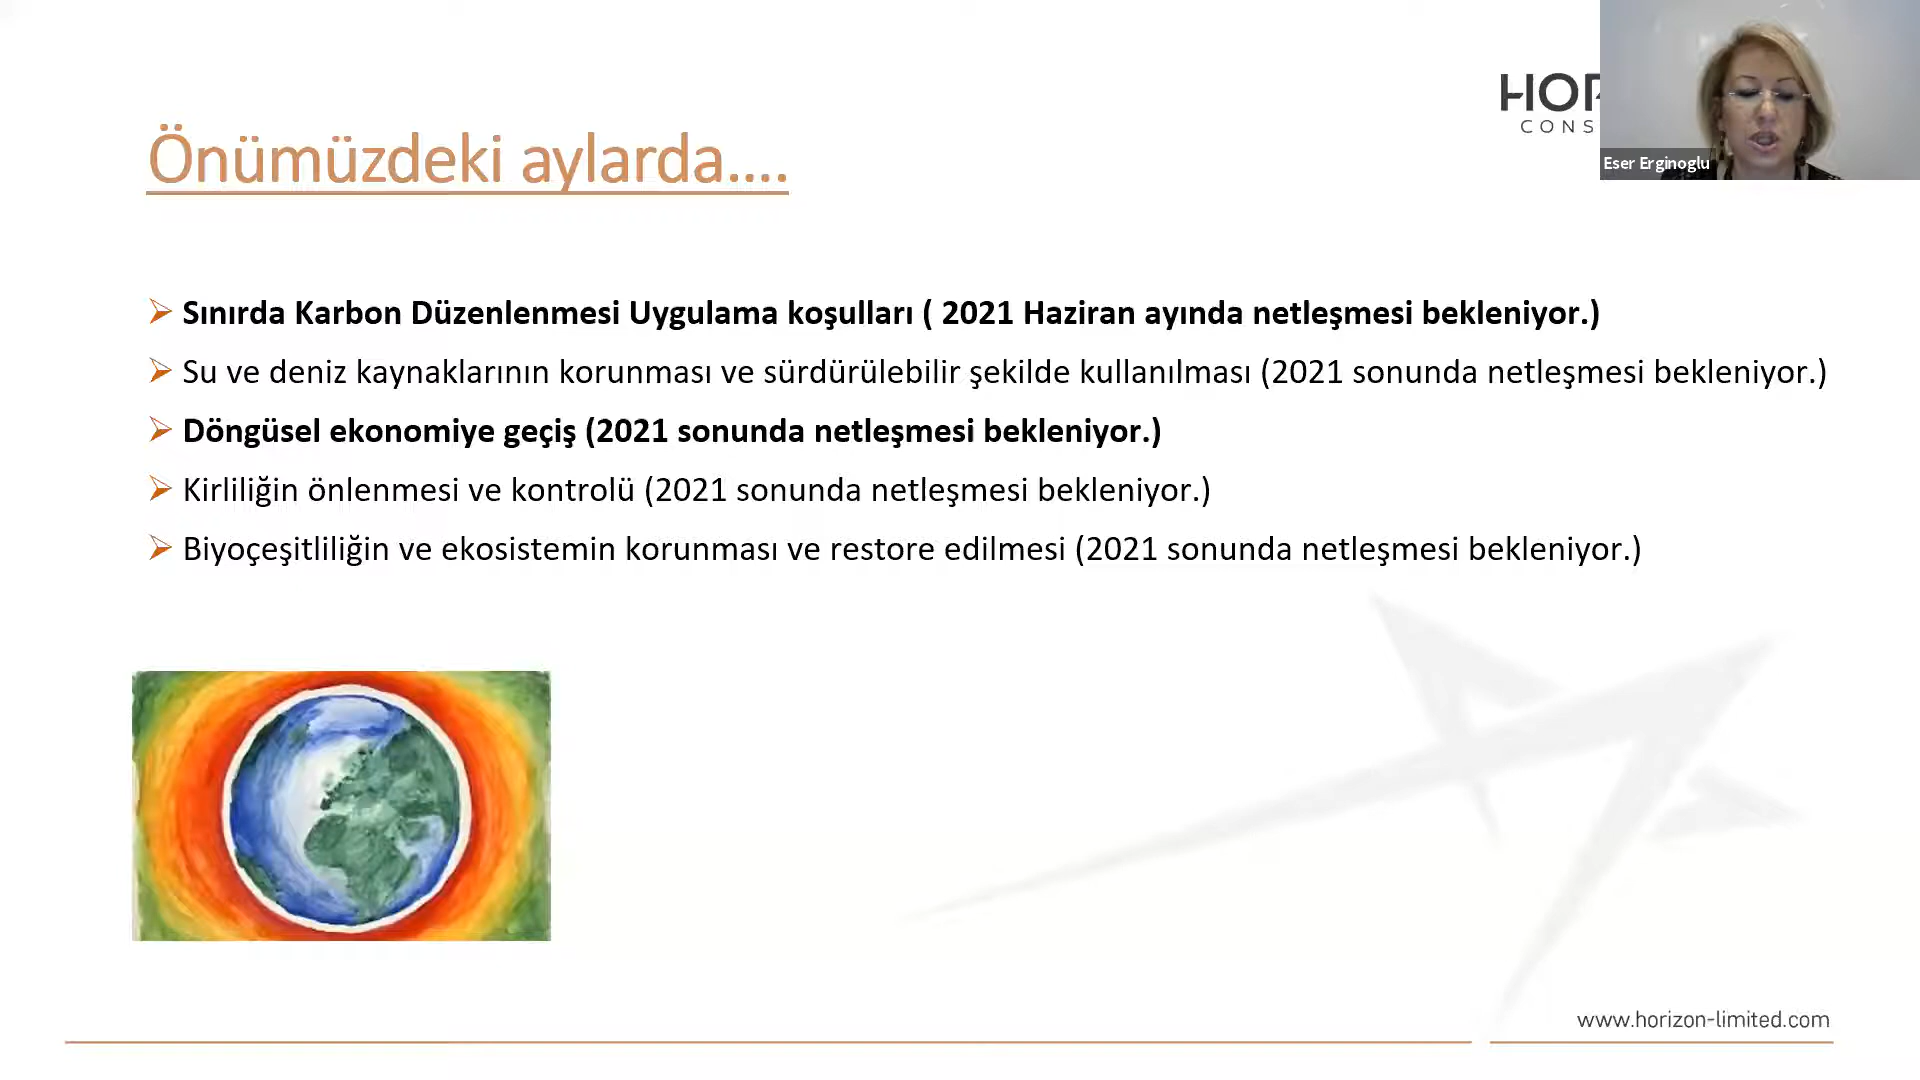 HOR
CONS
Eser Erginoglu
Önümüzdeki aylarda....
Sınırda Karbon Düzenlenmesi Uygulama koşulları ( 2021 Haziran ayında netleşmesi bekleniyor.)
Su ve deniz kaynaklarının korunması ve sürdürülebilir şekilde kullanılması (2021 sonunda netleşmesi bekleniyor.)
Döngüsel ekonomiye geçiş (2021 sonunda netleşmesi bekleniyor.)
Kirliliğin önlenmesi ve kontrolü (2021 sonunda netleşmesi bekleniyor.)
Biyoçeşitliliğin ve ekosistemin korunması ve restore edilmesi (2021 sonunda netleşmesi bekleniyor.)
www.horizon-limited.com